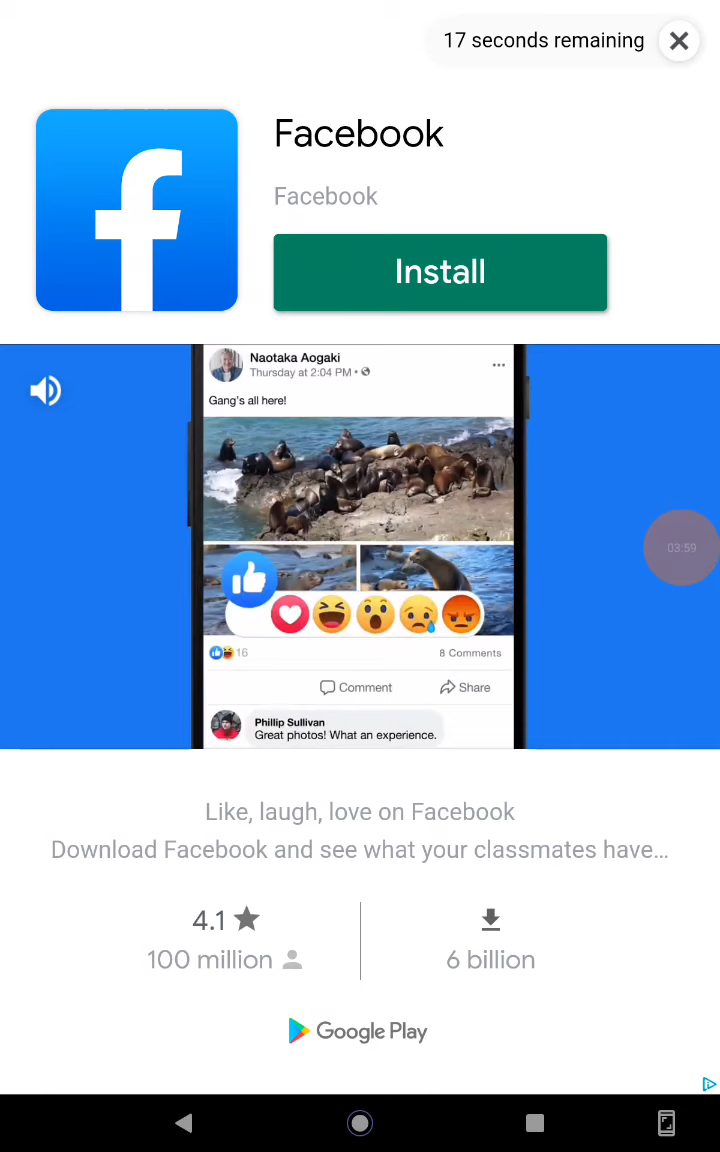 17 seconds remaining
Facebook
Facebook
Install
Naotaka Aogaki
Thursday at 2:04 PM •
Gang's all here!
16
8 Comments
Comment
Share
Phillip Sullivan
Great photos! What an experience.
03:59
Like, laugh, love on Facebook
Download Facebook and see what your classmates have...
4.1
100 million
6 billion
Google Play